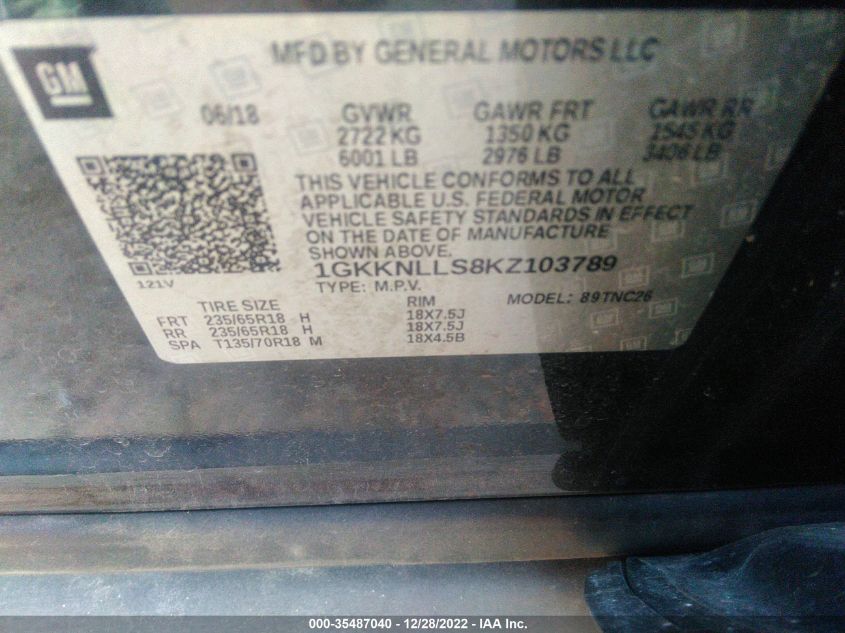 GM
MFD BY GENERAL MOTORS LLC
06/18 GVWR GAWR FRT GAWR RR
2722 KG 1350 KG 1545 KG
6001 LB 2976 LB 3406 LB
THIS VEHICLE CONFORMS TO ALL
APPLICABLE U.S. FEDERAL MOTOR
VEHICLE SAFETY STANDARDS IN EFFECT
ON THE DATE OF MANUFACTURE
SHOWN ABOVE.
1GKKNLLS8KZ103789
121V TYPE: M.P.V. MODEL: 89TNC26
TIRE SIZE RIM
FRT 235/65R18 H 18X7.5J
RR 235/65R18 H 18X7.5J
SPA T135/70R18 M 18X4.5B
000-35487040 - 12/28/2022 - IAA Inc.